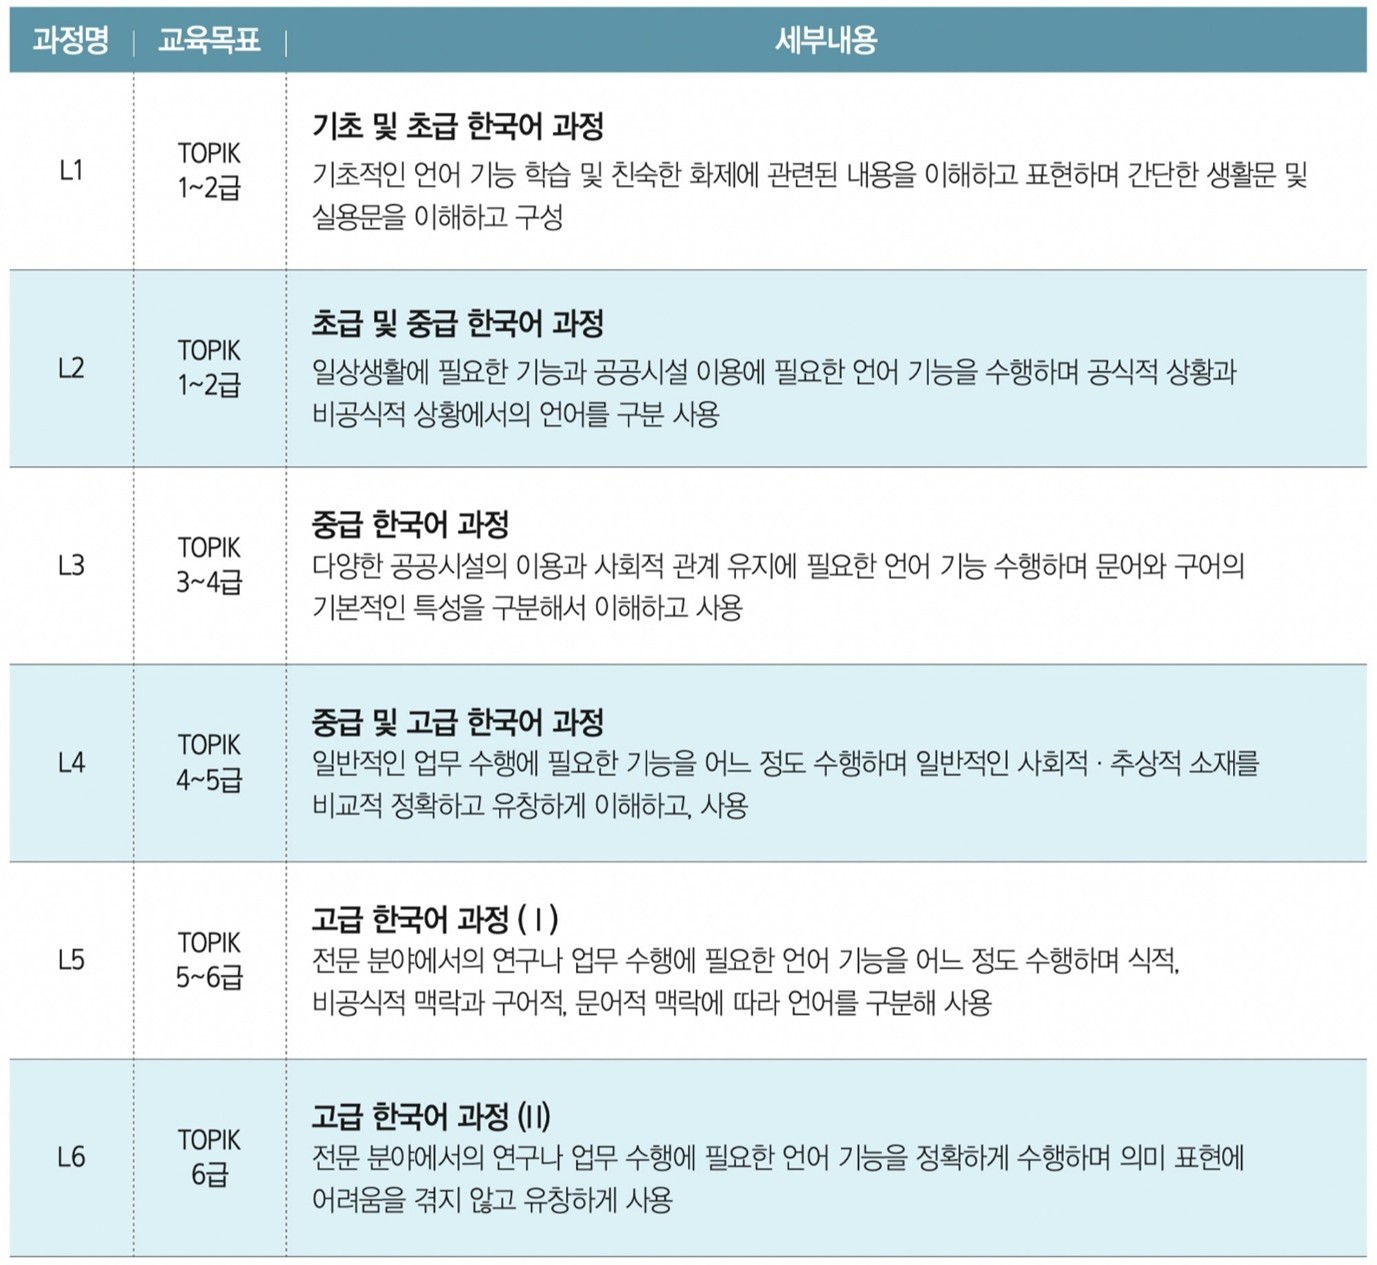 과정명 교육목표 세부내용
L1
TOPIK
1~2급
기초 및 초급 한국어 과정
기초적인 언어 기능 학습 및 친숙한 화제에 관련된 내용을 이해하고 표현하며 간단한 생활문 및
실용문을 이해하고 구성
L2
TOPIK
1~2급
초급 및 중급 한국어 과정
일상생활에 필요한 기능과 공공시설 이용에 필요한 언어 기능을 수행하며 공식적 상황과
비공식적 상황에서의 언어를 구분 사용
L3
TOPIK
3~4급
중급 한국어 과정
다양한 공공시설의 이용과 사회적 관계 유지에 필요한 언어 기능 수행하며 문어와 구어의
기본적인 특성을 구분해서 이해하고 사용
L4
TOPIK
4~5급
중급 및 고급 한국어 과정
일반적인 업무 수행에 필요한 기능을 어느 정도 수행하며 일반적인 사회적 · 추상적 소재를
비교적 정확하고 유창하게 이해하고, 사용
L5
TOPIK
5~6급
고급 한국어 과정 (Ⅰ)
전문 분야에서의 연구나 업무 수행에 필요한 언어 기능을 어느 정도 수행하며 식적,
비공식적 맥락과 구어적, 문어적 맥락에 따라 언어를 구분해 사용
L6
TOPIK
6급
고급 한국어 과정 (II)
전문 분야에서의 연구나 업무 수행에 필요한 언어 기능을 정확하게 수행하며 의미 표현에
어려움을 겪지 않고 유창하게 사용